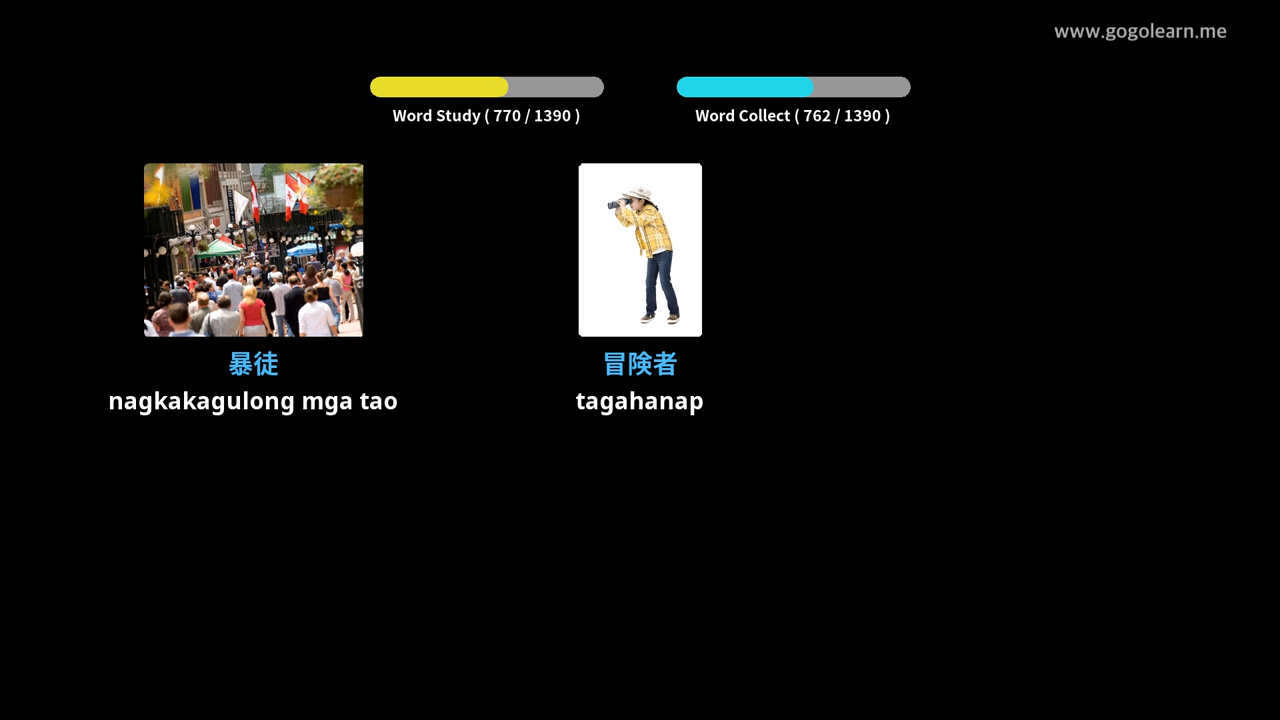 www.gogolearn.me
Word Study ( 770 / 1390 )
Word Collect ( 762 / 1390 )
暴徒
nagkakagulong mga tao
冒険者
tagahanap